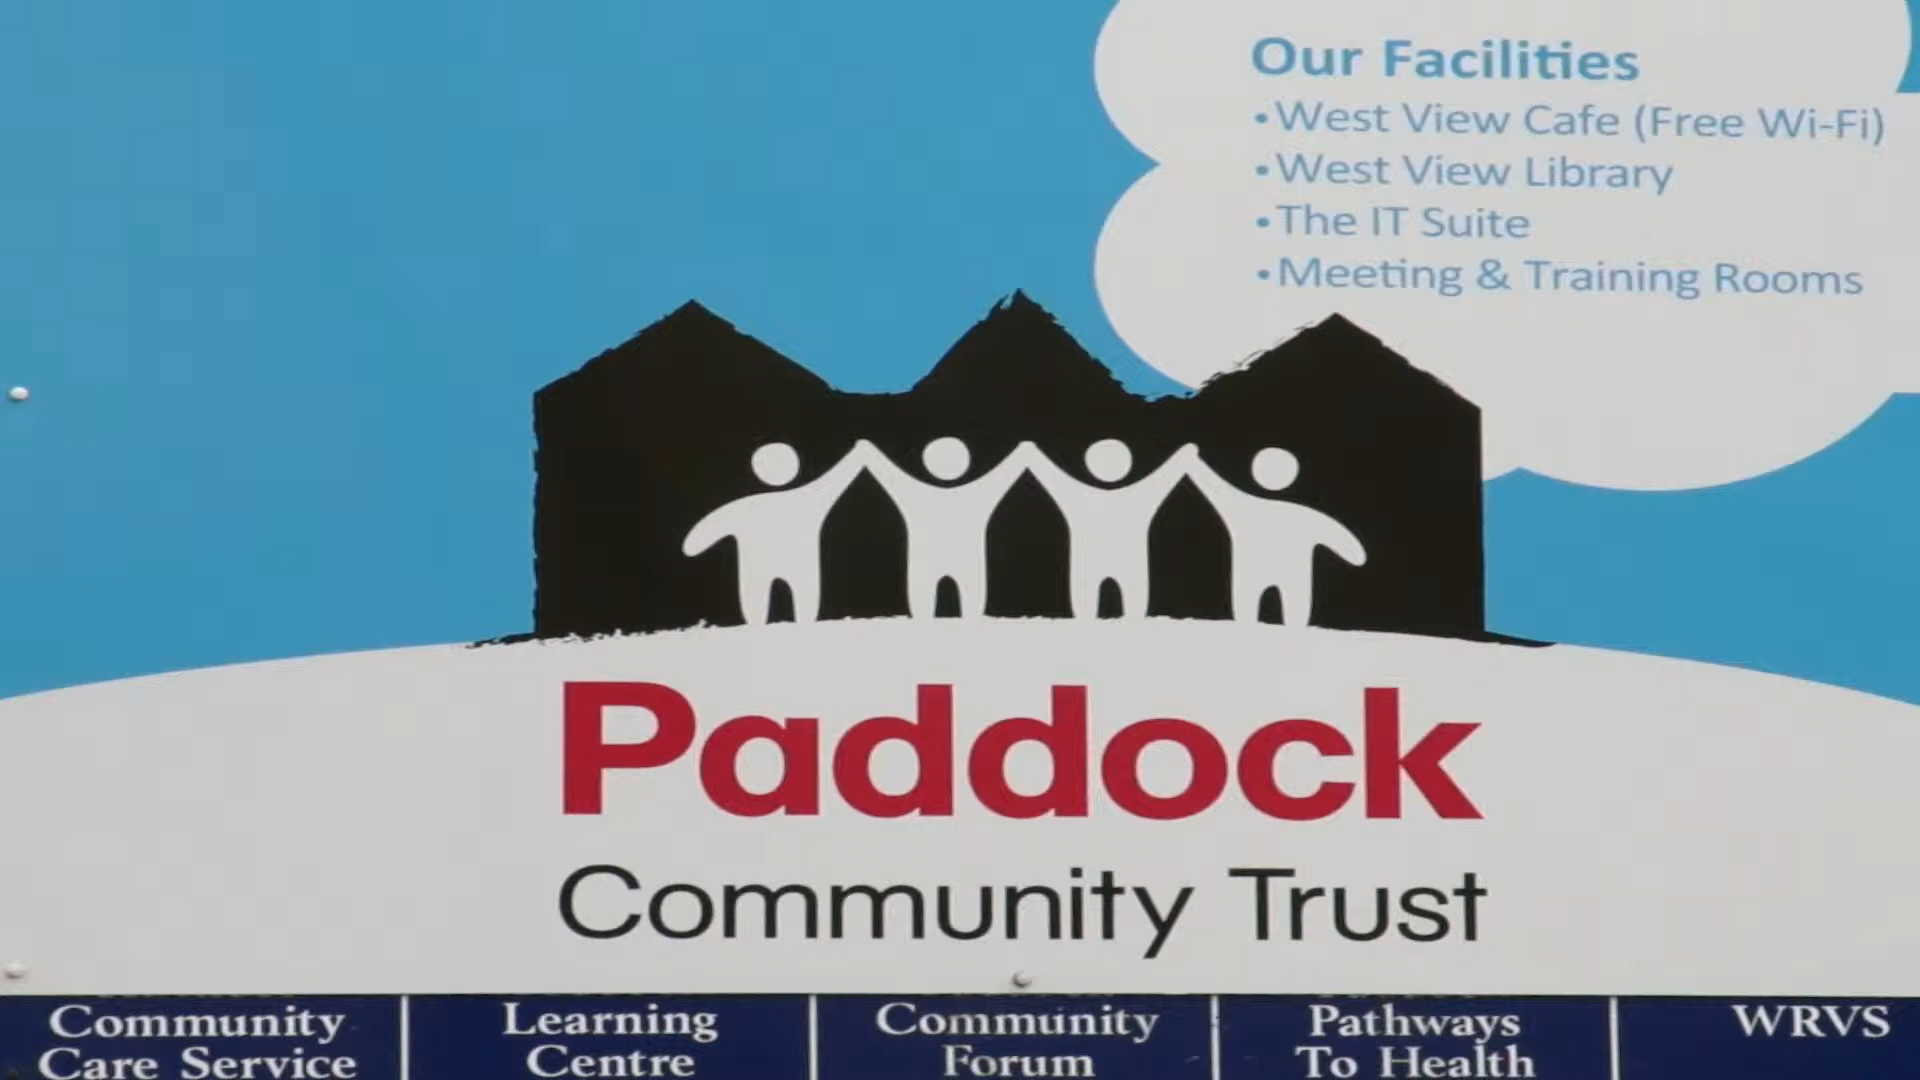 Our Facilities
•West View Cafe (Free Wi-Fi)
•West View Library
•The IT Suite
•Meeting & Training Rooms
Paddock
Community Trust
Community
Care Service
Learning
Centre
Community
Forum
Pathways
To Health
WRVS